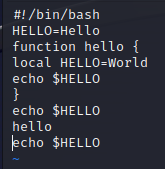 #!/bin/bash
HELLO=Hello
function hello {
local HELLO=World
echo $HELLO
}
echo $HELLO
hello
echo $HELLO
~